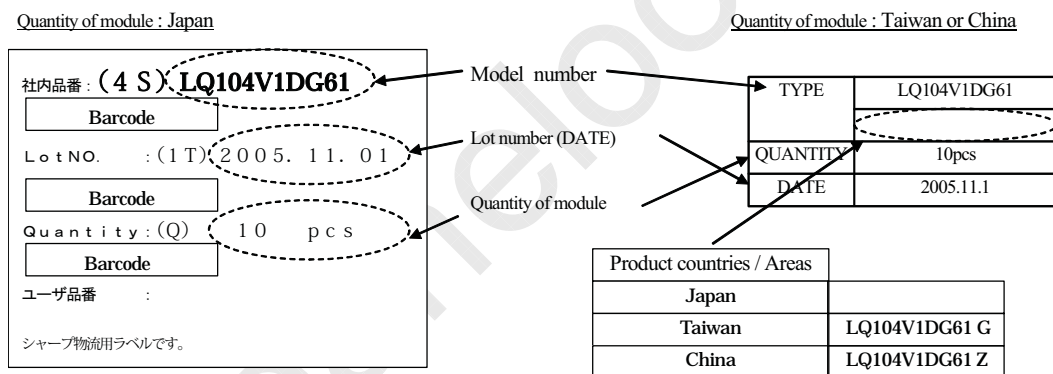 Quantity of module : Japan
社内品番 : (4 S) LQ104V1DG61
Barcode
LotNO. : (1T) 2005. 11. 01
Barcode
Quantity : (Q) 10 pcs
Barcode
ユーザ品番 :
シャープ物流用ラベルです。
Model number
Lot number (DATE)
Quantity of module
Quantity of module : Taiwan or China
TYPE LQ104V1DG61
QUANTITY 10pcs
DATE 2005.11.1
Product countries / Areas
Japan
Taiwan LQ104V1DG61 G
China LQ104V1DG61 Z